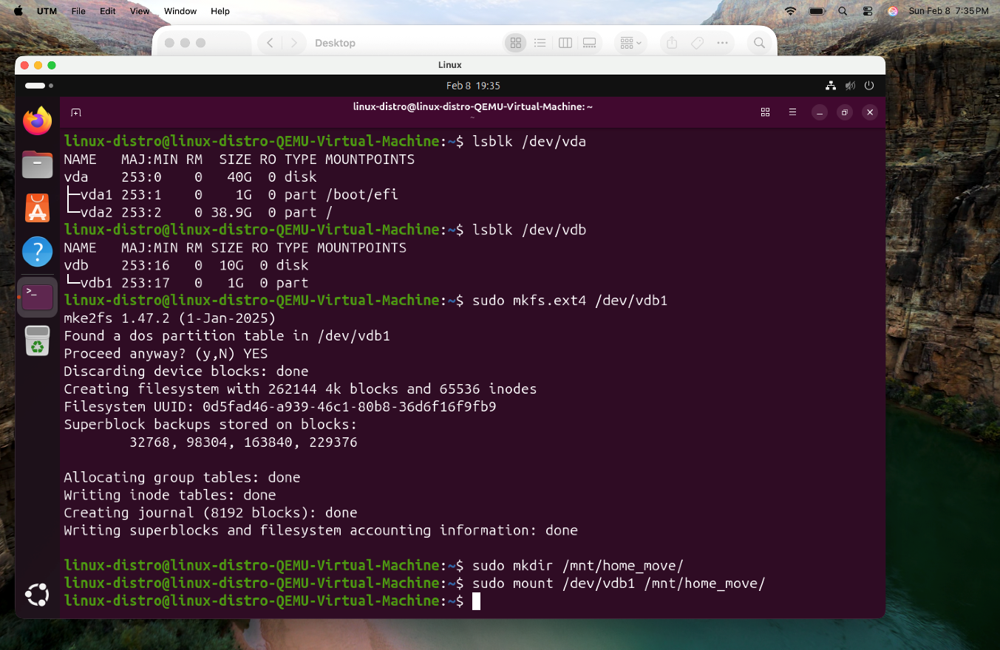 UTM File Edit View Window Help Sun Feb 8 7:35 PM
Desktop
Linux
Feb 8 19:35
linux-distro@linux-distro-QEMU-Virtual-Machine: ~
~
linux-distro@linux-distro-QEMU-Virtual-Machine:~$ lsblk /dev/vda
NAME   MAJ:MIN RM  SIZE RO TYPE MOUNTPOINTS
vda    253:0    0   40G  0 disk
├─vda1 253:1    0    1G  0 part /boot/efi
└─vda2 253:2    0 38.9G  0 part /
linux-distro@linux-distro-QEMU-Virtual-Machine:~$ lsblk /dev/vdb
NAME   MAJ:MIN RM SIZE RO TYPE MOUNTPOINTS
vdb    253:16   0  10G  0 disk
└─vdb1 253:17   0   1G  0 part
linux-distro@linux-distro-QEMU-Virtual-Machine:~$ sudo mkfs.ext4 /dev/vdb1
mke2fs 1.47.2 (1-Jan-2025)
Found a dos partition table in /dev/vdb1
Proceed anyway? (y,N) YES
Discarding device blocks: done
Creating filesystem with 262144 4k blocks and 65536 inodes
Filesystem UUID: 0d5fad46-a939-46c1-80b8-36d6f16f9fb9
Superblock backups stored on blocks:
        32768, 98304, 163840, 229376
Allocating group tables: done
Writing inode tables: done
Creating journal (8192 blocks): done
Writing superblocks and filesystem accounting information: done
linux-distro@linux-distro-QEMU-Virtual-Machine:~$ sudo mkdir /mnt/home_move/
linux-distro@linux-distro-QEMU-Virtual-Machine:~$ sudo mount /dev/vdb1 /mnt/home_move/
linux-distro@linux-distro-QEMU-Virtual-Machine:~$